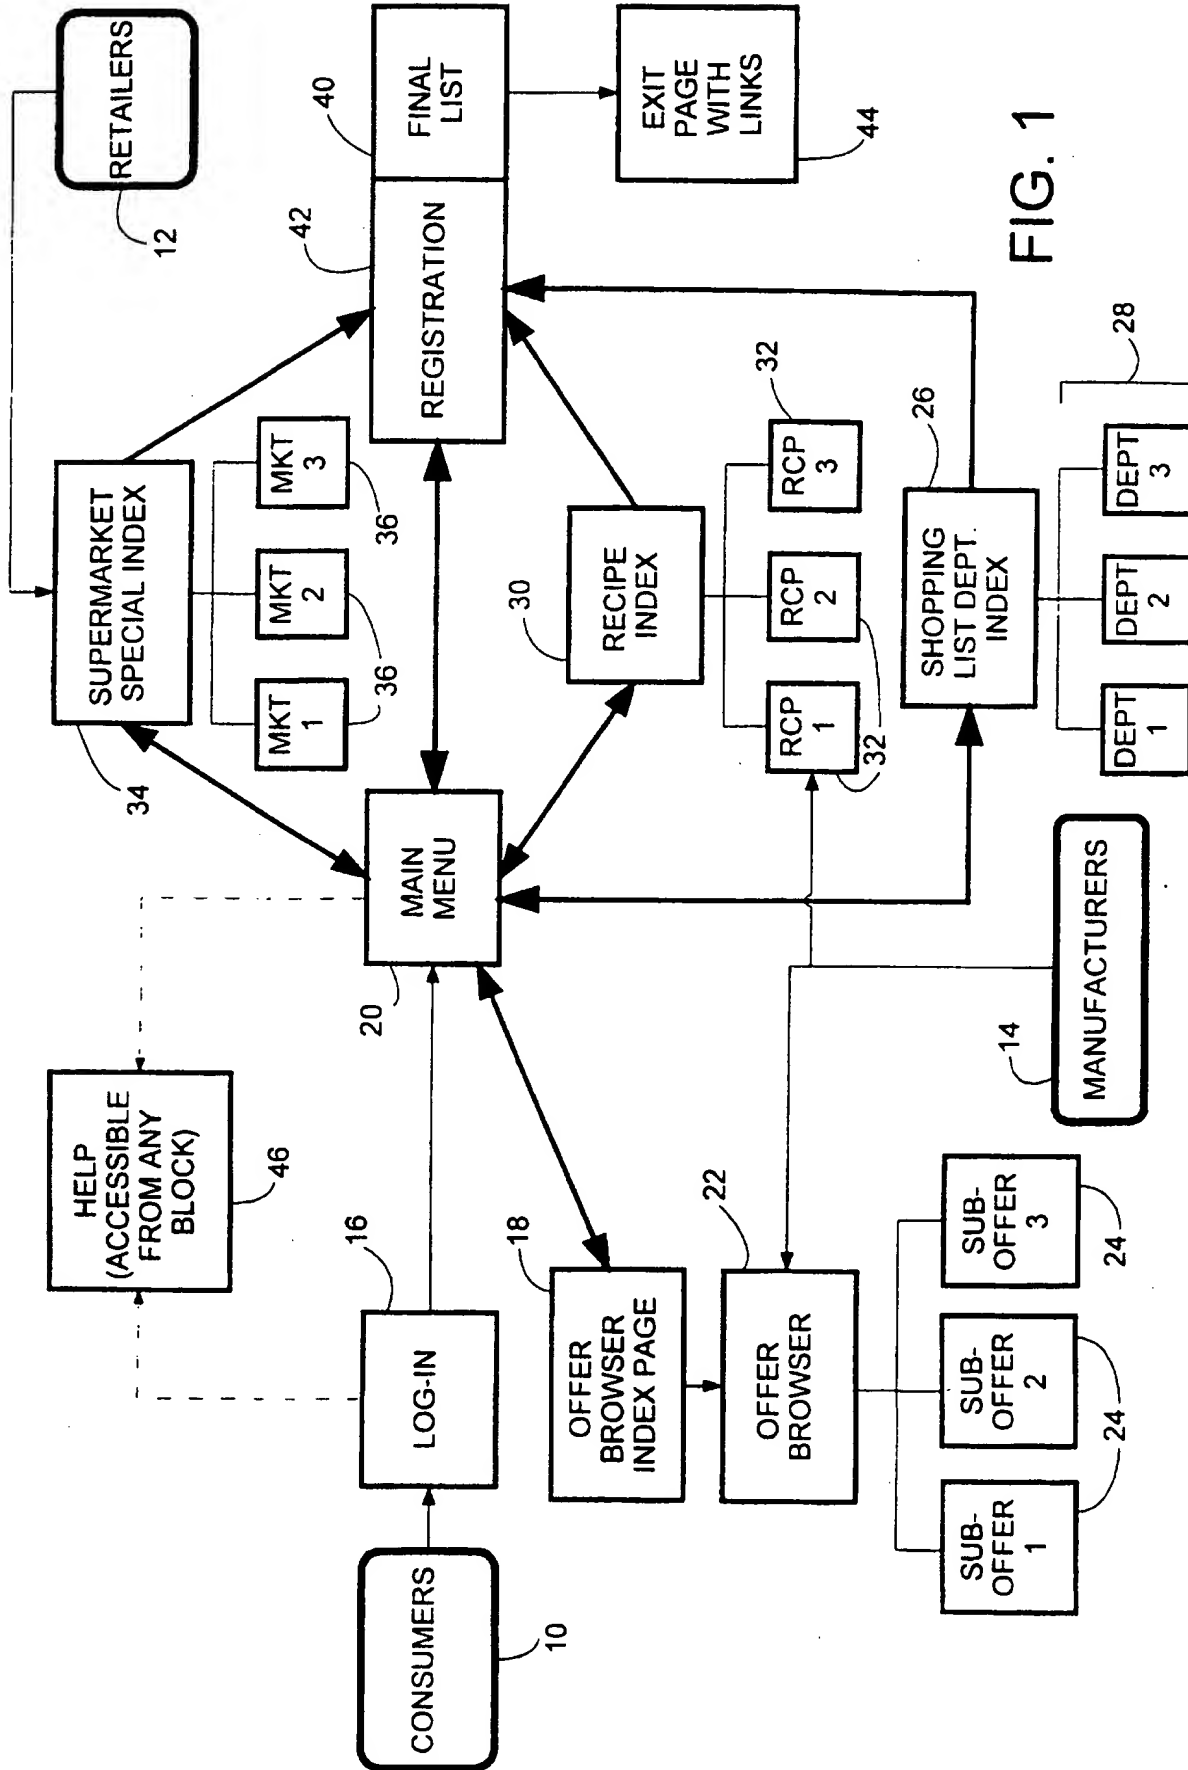 RETAILERS
12
SUPERMARKET
SPECIAL INDEX
34
MKT
1
MKT
2
MKT
3
36
36
HELP
(ACCESSIBLE
FROM ANY
BLOCK)
46
CONSUMERS
10
LOG-IN
16
MAIN
MENU
20
REGISTRATION
42
FINAL
LIST
40
EXIT
PAGE
WITH
LINKS
44
OFFER
BROWSER
INDEX PAGE
18
RECIPE
INDEX
30
OFFER
BROWSER
22
RCP
1
RCP
2
RCP
3
32
32
SUB-
OFFER
1
SUB-
OFFER
2
SUB-
OFFER
3
24
24
SHOPPING
LIST DEPT.
INDEX
26
MANUFACTURERS
14
DEPT
1
DEPT
2
DEPT
3
28
FIG. 1